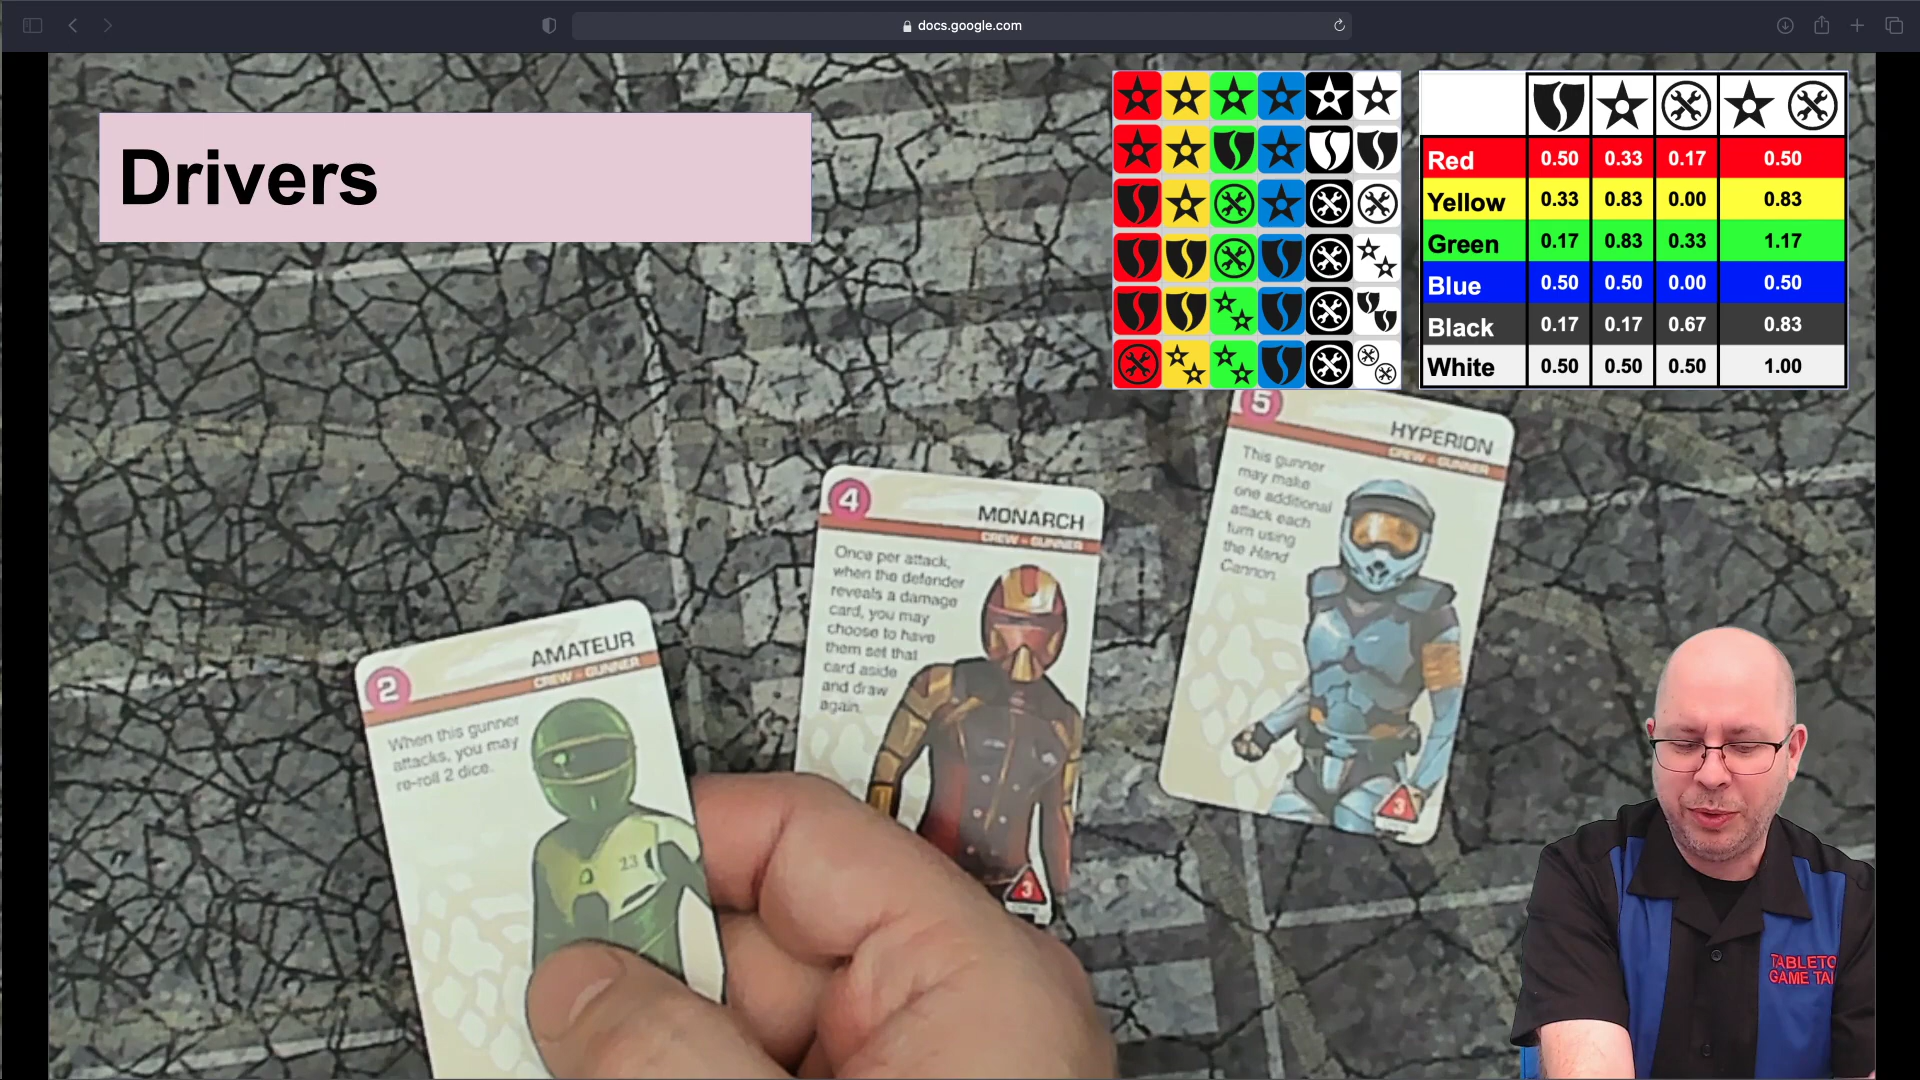 docs.google.com
Drivers
Red 0.50 0.33 0.17 0.50
Yellow 0.33 0.83 0.00 0.83
Green 0.17 0.83 0.33 1.17
Blue 0.50 0.50 0.00 0.50
Black 0.17 0.17 0.67 0.83
White 0.50 0.50 0.50 1.00
2
AMATEUR
CREW - GUNNER
When this gunner
attacks, you may
re-roll 2 dice.
23
4
MONARCH
CREW - GUNNER
Once per attack,
when the defender
reveals a damage
card, you may
choose to have
them set that
card aside
and draw
again.
3
5
HYPERION
CREW - GUNNER
This gunner
may make
one additional
attack each
turn using
the Hand
Cannon.
3
TABLETO
GAME TA